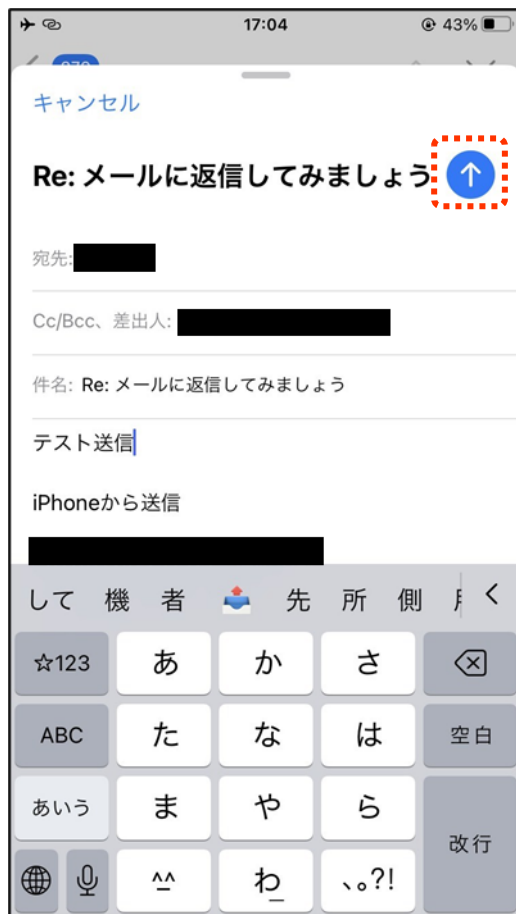 17:04
43%
キャンセル
Re: メールに返信してみましょう
宛先:
Cc/Bcc、差出人:
件名: Re: メールに返信してみましょう
テスト送信
iPhoneから送信
して 機 者 先 所 側
☆123 あ か さ
ABC た な は 空白
あいう ま や ら
改行
^^ わ 、。?!